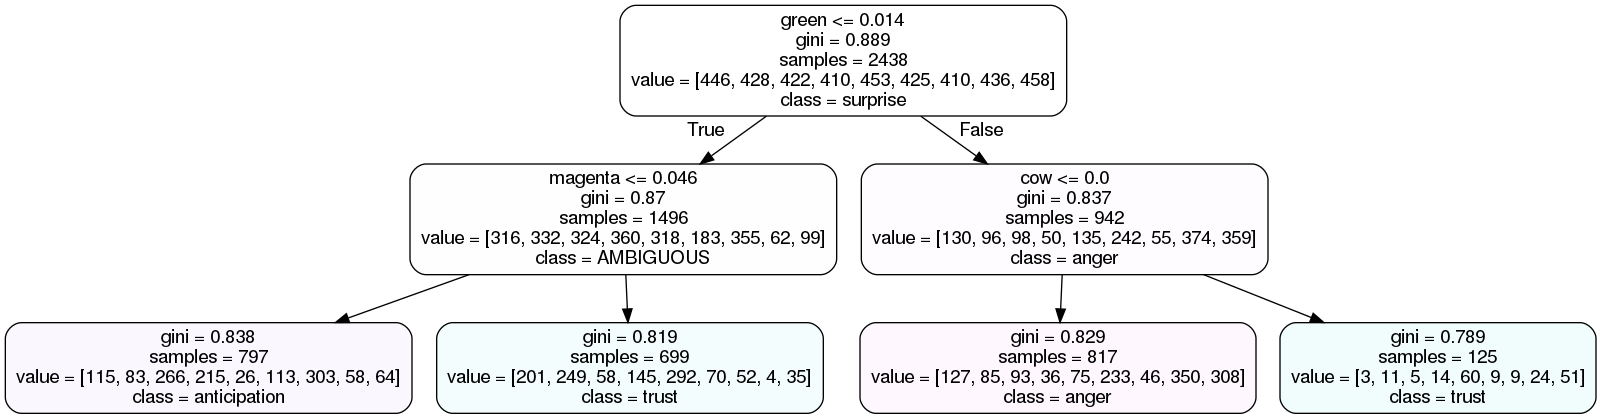 green <= 0.014
gini = 0.889
samples = 2438
value = [446, 428, 422, 410, 453, 425, 410, 436, 458]
class = surprise
True
False
magenta <= 0.046
gini = 0.87
samples = 1496
value = [316, 332, 324, 360, 318, 183, 355, 62, 99]
class = AMBIGUOUS
cow <= 0.0
gini = 0.837
samples = 942
value = [130, 96, 98, 50, 135, 242, 55, 374, 359]
class = anger
gini = 0.838
samples = 797
value = [115, 83, 266, 215, 26, 113, 303, 58, 64]
class = anticipation
gini = 0.819
samples = 699
value = [201, 249, 58, 145, 292, 70, 52, 4, 35]
class = trust
gini = 0.829
samples = 817
value = [127, 85, 93, 36, 75, 233, 46, 350, 308]
class = anger
gini = 0.789
samples = 125
value = [3, 11, 5, 14, 60, 9, 9, 24, 51]
class = trust